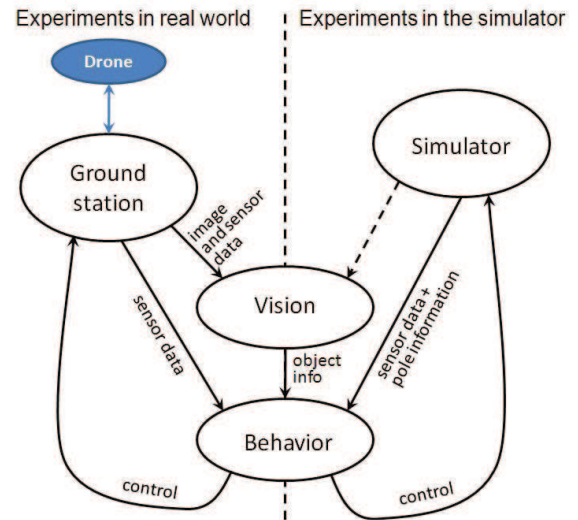 Experiments in real world
Experiments in the simulator
Drone
Ground
station
Simulator
image
and sensor
data
Vision
sensor data
sensor data +
pole information
object
info
Behavior
control
control